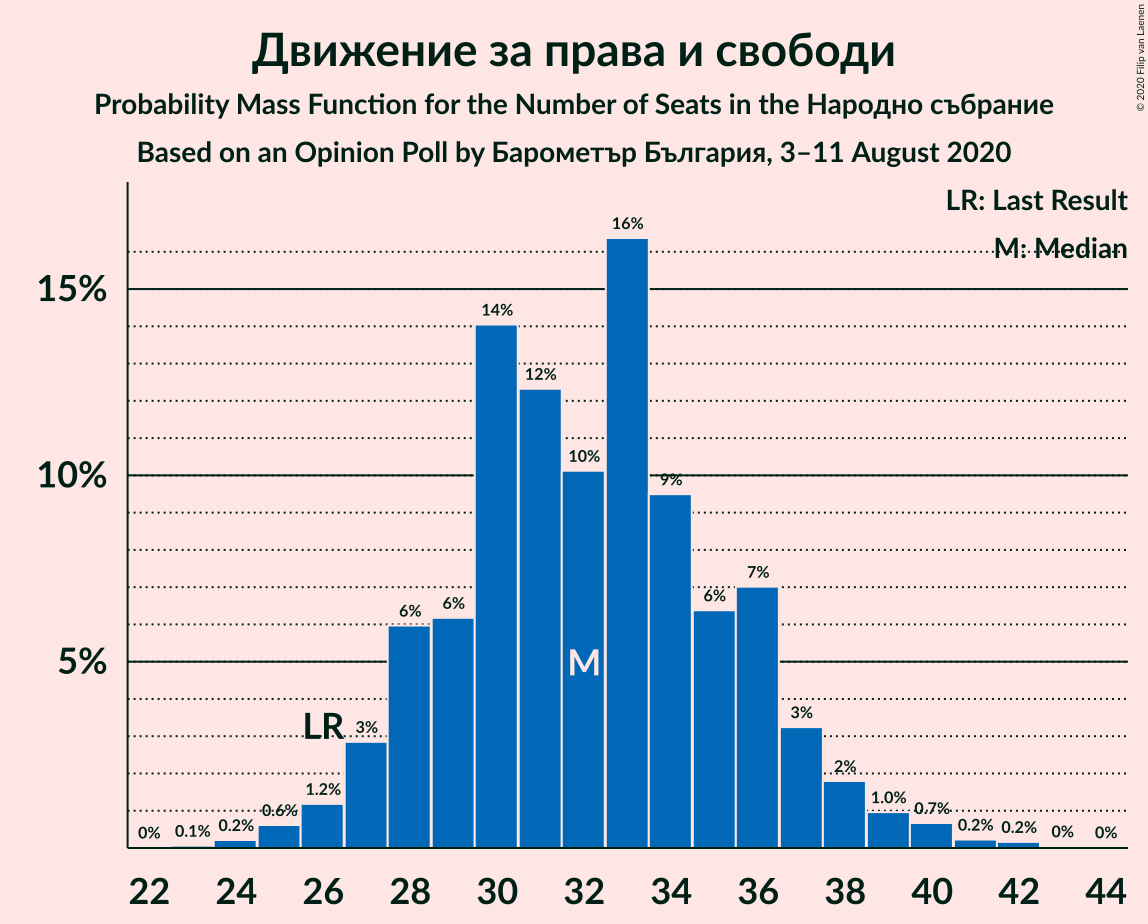 Движение за права и свободи
Probability Mass Function for the Number of Seats in the Народно събрание
Based on an Opinion Poll by Барометър България, 3–11 August 2020
© 2020 Filip van Laenen
LR: Last Result
M: Median
15%
10%
5%
0%
0.1%
0.2%
0.6%
1.2%
LR
3%
6%
6%
14%
12%
10%
M
16%
9%
6%
7%
3%
2%
1.0%
0.7%
0.2%
0.2%
0%
0%
22 24 26 28 30 32 34 36 38 40 42 44